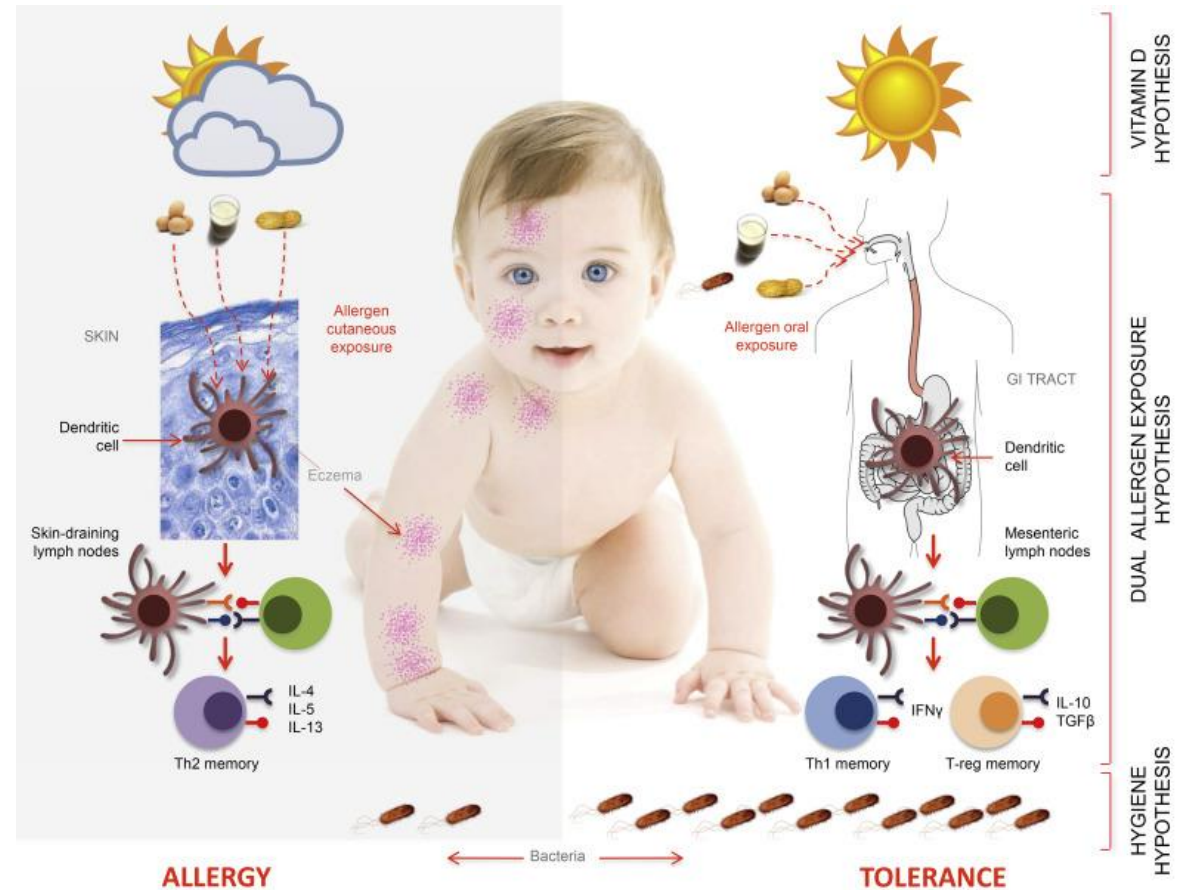 VITAMIN D
HYPOTHESIS
SKIN
Allergen
cutaneous
exposure
Allergen oral
exposure
GI TRACT
Dendritic
cell
Eczema
Dendritic
cell
Skin-draining
lymph nodes
Mesenteric
lymph nodes
DUAL ALLERGEN EXPOSURE
HYPOTHESIS
IL-4
IL-5
IL-13
Th2 memory
IFNγ
IL-10
TGFβ
Th1 memory
T-reg memory
HYGIENE
HYPOTHESIS
Bacteria
ALLERGY
TOLERANCE